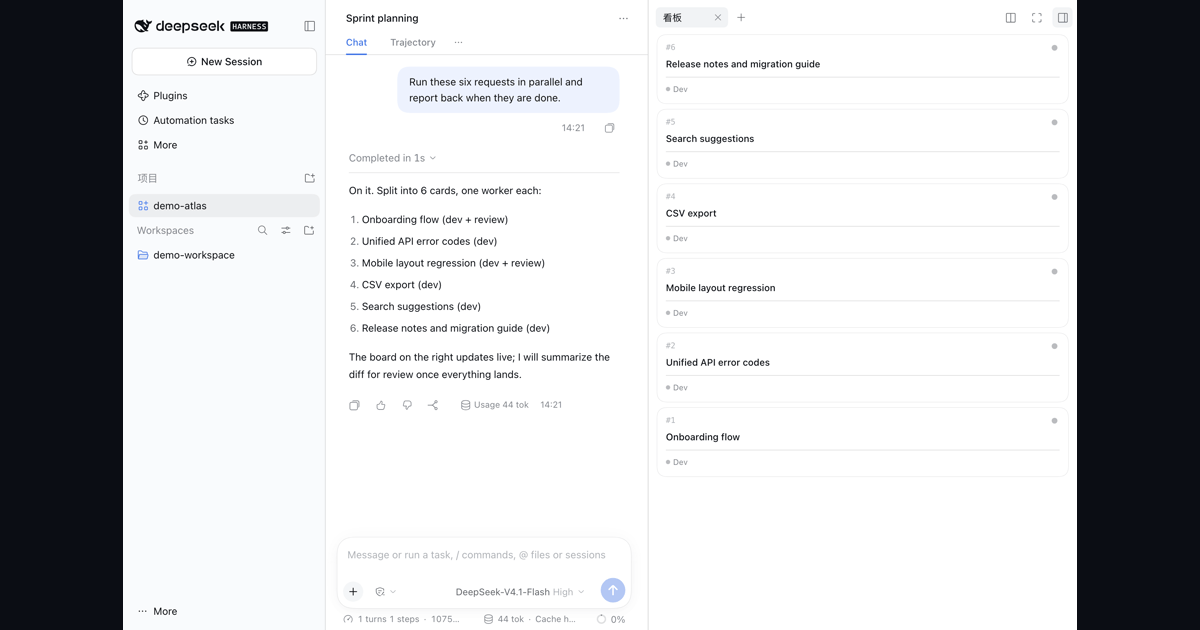 deepseek HARNESS
New Session
Plugins
Automation tasks
More
项目
demo-atlas
Workspaces
demo-workspace
More
Sprint planning
Chat
Trajectory
Run these six requests in parallel and
report back when they are done.
14:21
Completed in 1s
On it. Split into 6 cards, one worker each:
1. Onboarding flow (dev + review)
2. Unified API error codes (dev)
3. Mobile layout regression (dev + review)
4. CSV export (dev)
5. Search suggestions (dev)
6. Release notes and migration guide (dev)
The board on the right updates live; I will summarize the
diff for review once everything lands.
Usage 44 tok 14:21
Message or run a task, / commands, @ files or sessions
DeepSeek-V4.1-Flash High
1 turns 1 steps · 1075... 44 tok · Cache h... 0%
看板
#6
Release notes and migration guide
Dev
#5
Search suggestions
Dev
#4
CSV export
Dev
#3
Mobile layout regression
Dev
#2
Unified API error codes
Dev
#1
Onboarding flow
Dev